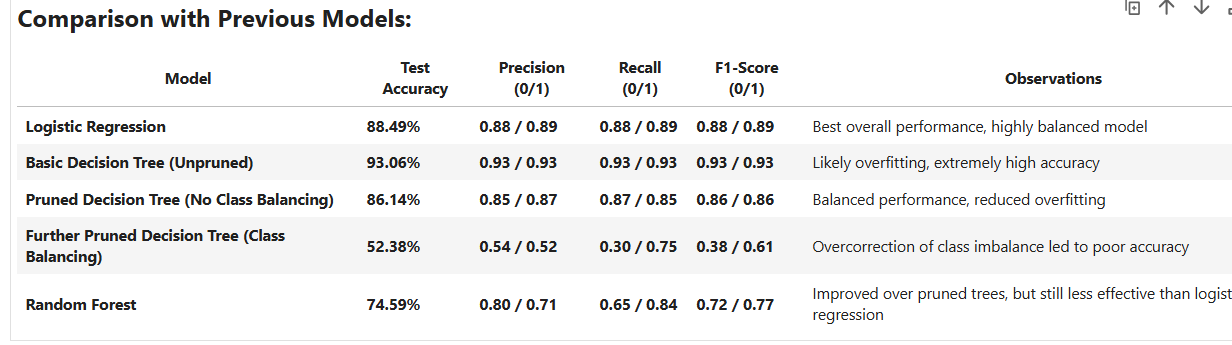 Comparison with Previous Models:
Model Test Accuracy Precision (0/1) Recall (0/1) F1-Score (0/1) Observations
Logistic Regression 88.49% 0.88 / 0.89 0.88 / 0.89 0.88 / 0.89 Best overall performance, highly balanced model
Basic Decision Tree (Unpruned) 93.06% 0.93 / 0.93 0.93 / 0.93 0.93 / 0.93 Likely overfitting, extremely high accuracy
Pruned Decision Tree (No Class Balancing) 86.14% 0.85 / 0.87 0.87 / 0.85 0.86 / 0.86 Balanced performance, reduced overfitting
Further Pruned Decision Tree (Class Balancing) 52.38% 0.54 / 0.52 0.30 / 0.75 0.38 / 0.61 Overcorrection of class imbalance led to poor accuracy
Random Forest 74.59% 0.80 / 0.71 0.65 / 0.84 0.72 / 0.77 Improved over pruned trees, but still less effective than logist
regression